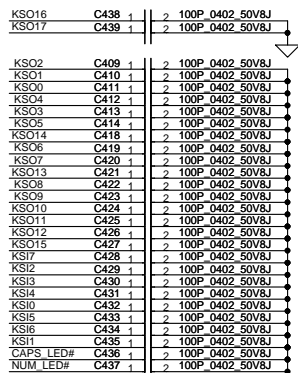 KSO16 C438 1 2 100P_0402_50V8J
KSO17 C439 1 2 100P_0402_50V8J
KSO2 C409 1 2 100P_0402_50V8J
KSO1 C410 1 2 100P_0402_50V8J
KSO0 C411 1 2 100P_0402_50V8J
KSO4 C412 1 2 100P_0402_50V8J
KSO3 C413 1 2 100P_0402_50V8J
KSO5 C414 1 2 100P_0402_50V8J
KSO14 C418 1 2 100P_0402_50V8J
KSO6 C419 1 2 100P_0402_50V8J
KSO7 C420 1 2 100P_0402_50V8J
KSO13 C421 1 2 100P_0402_50V8J
KSO8 C422 1 2 100P_0402_50V8J
KSO9 C423 1 2 100P_0402_50V8J
KSO10 C424 1 2 100P_0402_50V8J
KSO11 C425 1 2 100P_0402_50V8J
KSO12 C426 1 2 100P_0402_50V8J
KSO15 C427 1 2 100P_0402_50V8J
KSI7 C428 1 2 100P_0402_50V8J
KSI2 C429 1 2 100P_0402_50V8J
KSI3 C430 1 2 100P_0402_50V8J
KSI4 C431 1 2 100P_0402_50V8J
KSI0 C432 1 2 100P_0402_50V8J
KSI5 C433 1 2 100P_0402_50V8J
KSI6 C434 1 2 100P_0402_50V8J
KSI1 C435 1 2 100P_0402_50V8J
CAPS_LED# C436 1 2 100P_0402_50V8J
NUM_LED# C437 1 2 100P_0402_50V8J